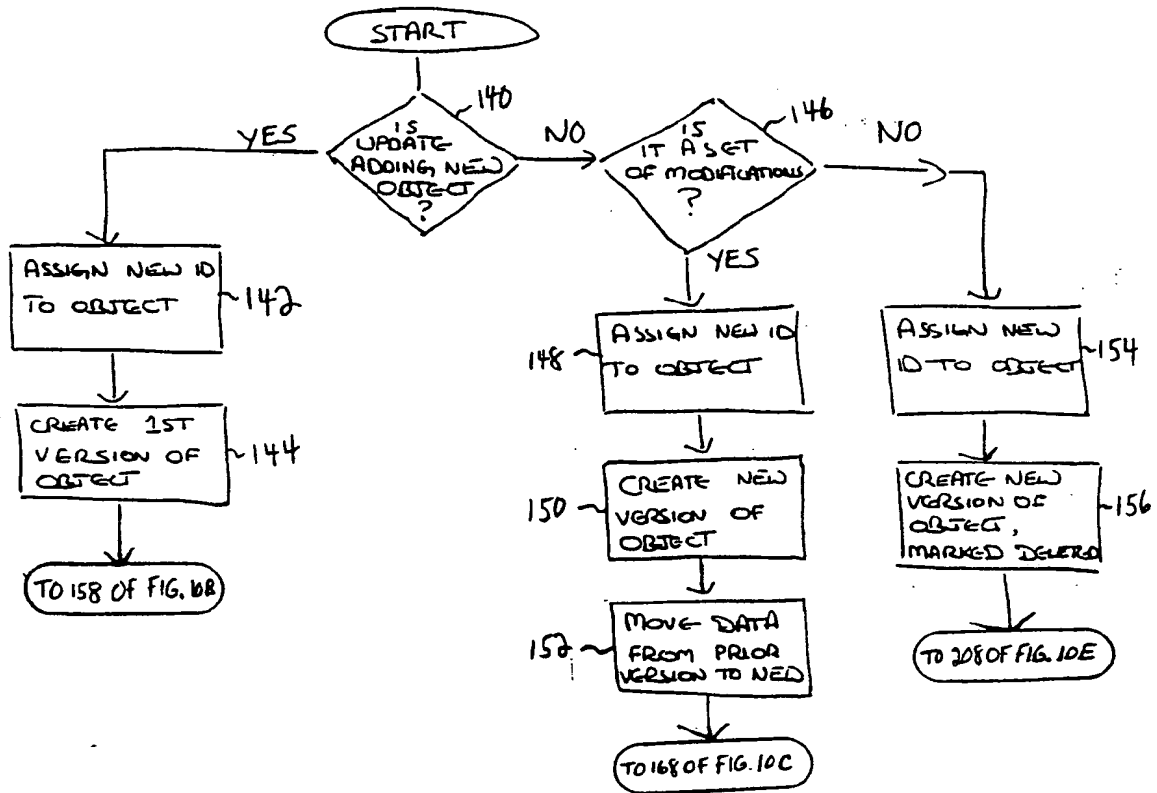 START
140
IS
UPDATE
ADDING NEW
OBJECT
?
YES
NO
146
IS
IT A SET
OF MODIFICATIONS
?
NO
YES
ASSIGN NEW ID
TO OBJECT
142
CREATE 1ST
VERSION OF
OBJECT
144
TO 158 OF FIG. 10B
148
ASSIGN NEW ID
TO OBJECT
150
CREATE NEW
VERSION OF
OBJECT
152
MOVE DATA
FROM PRIOR
VERSION TO NEW
TO 168 OF FIG. 10C
ASSIGN NEW
ID TO OBJECT
154
CREATE NEW
VERSION OF
OBJECT,
MARKED DELETED
156
TO 208 OF FIG. 10E